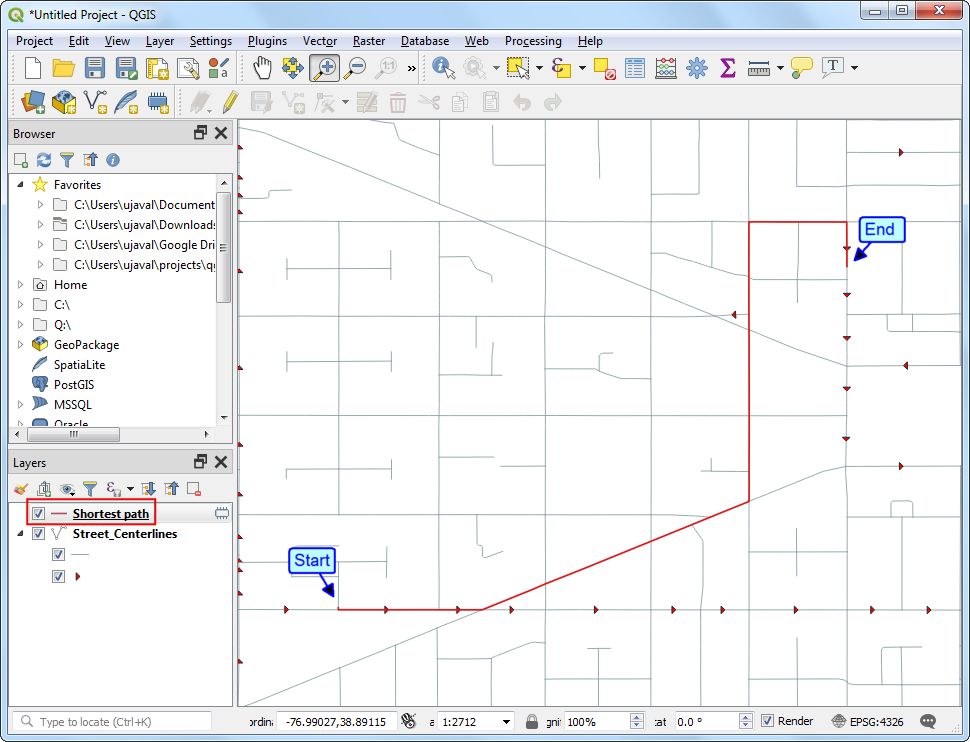 *Untitled Project - QGIS
Project Edit View Layer Settings Plugins Vector Raster Database Web Processing Help
1:1
»
ε
Σ
T
Browser
Favorites
C:\Users\ujaval\Document
C:\Users\ujaval\Download:
C:\Users\ujaval\Google Dri
C:\Users\ujaval\projects\q
Home
C:\
Q:\
GeoPackage
SpatiaLite
PostGIS
MSSQL
Oracle
Layers
ε
Shortest path
Street_Centerlines
End
Start
Type to locate (Ctrl+K)
ordina -76.99027,38.89115 a 1:2712 gni 100% :at 0.0 ° Render EPSG:4326